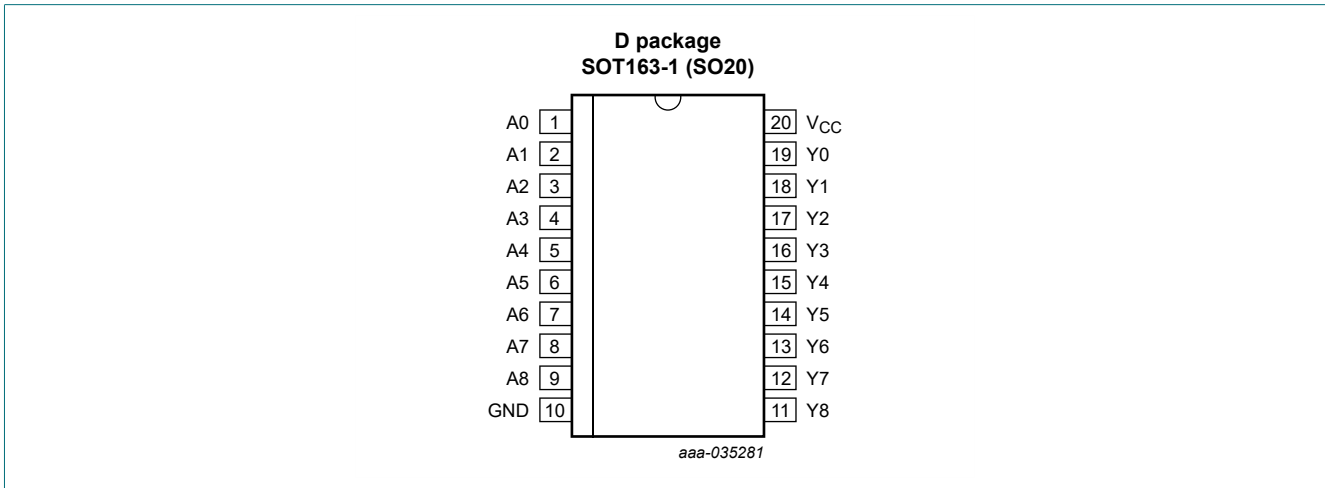 D package
SOT163-1 (SO20)
A0 1 20 VCC
A1 2 19 Y0
A2 3 18 Y1
A3 4 17 Y2
A4 5 16 Y3
A5 6 15 Y4
A6 7 14 Y5
A7 8 13 Y6
A8 9 12 Y7
GND 10 11 Y8
aaa-035281